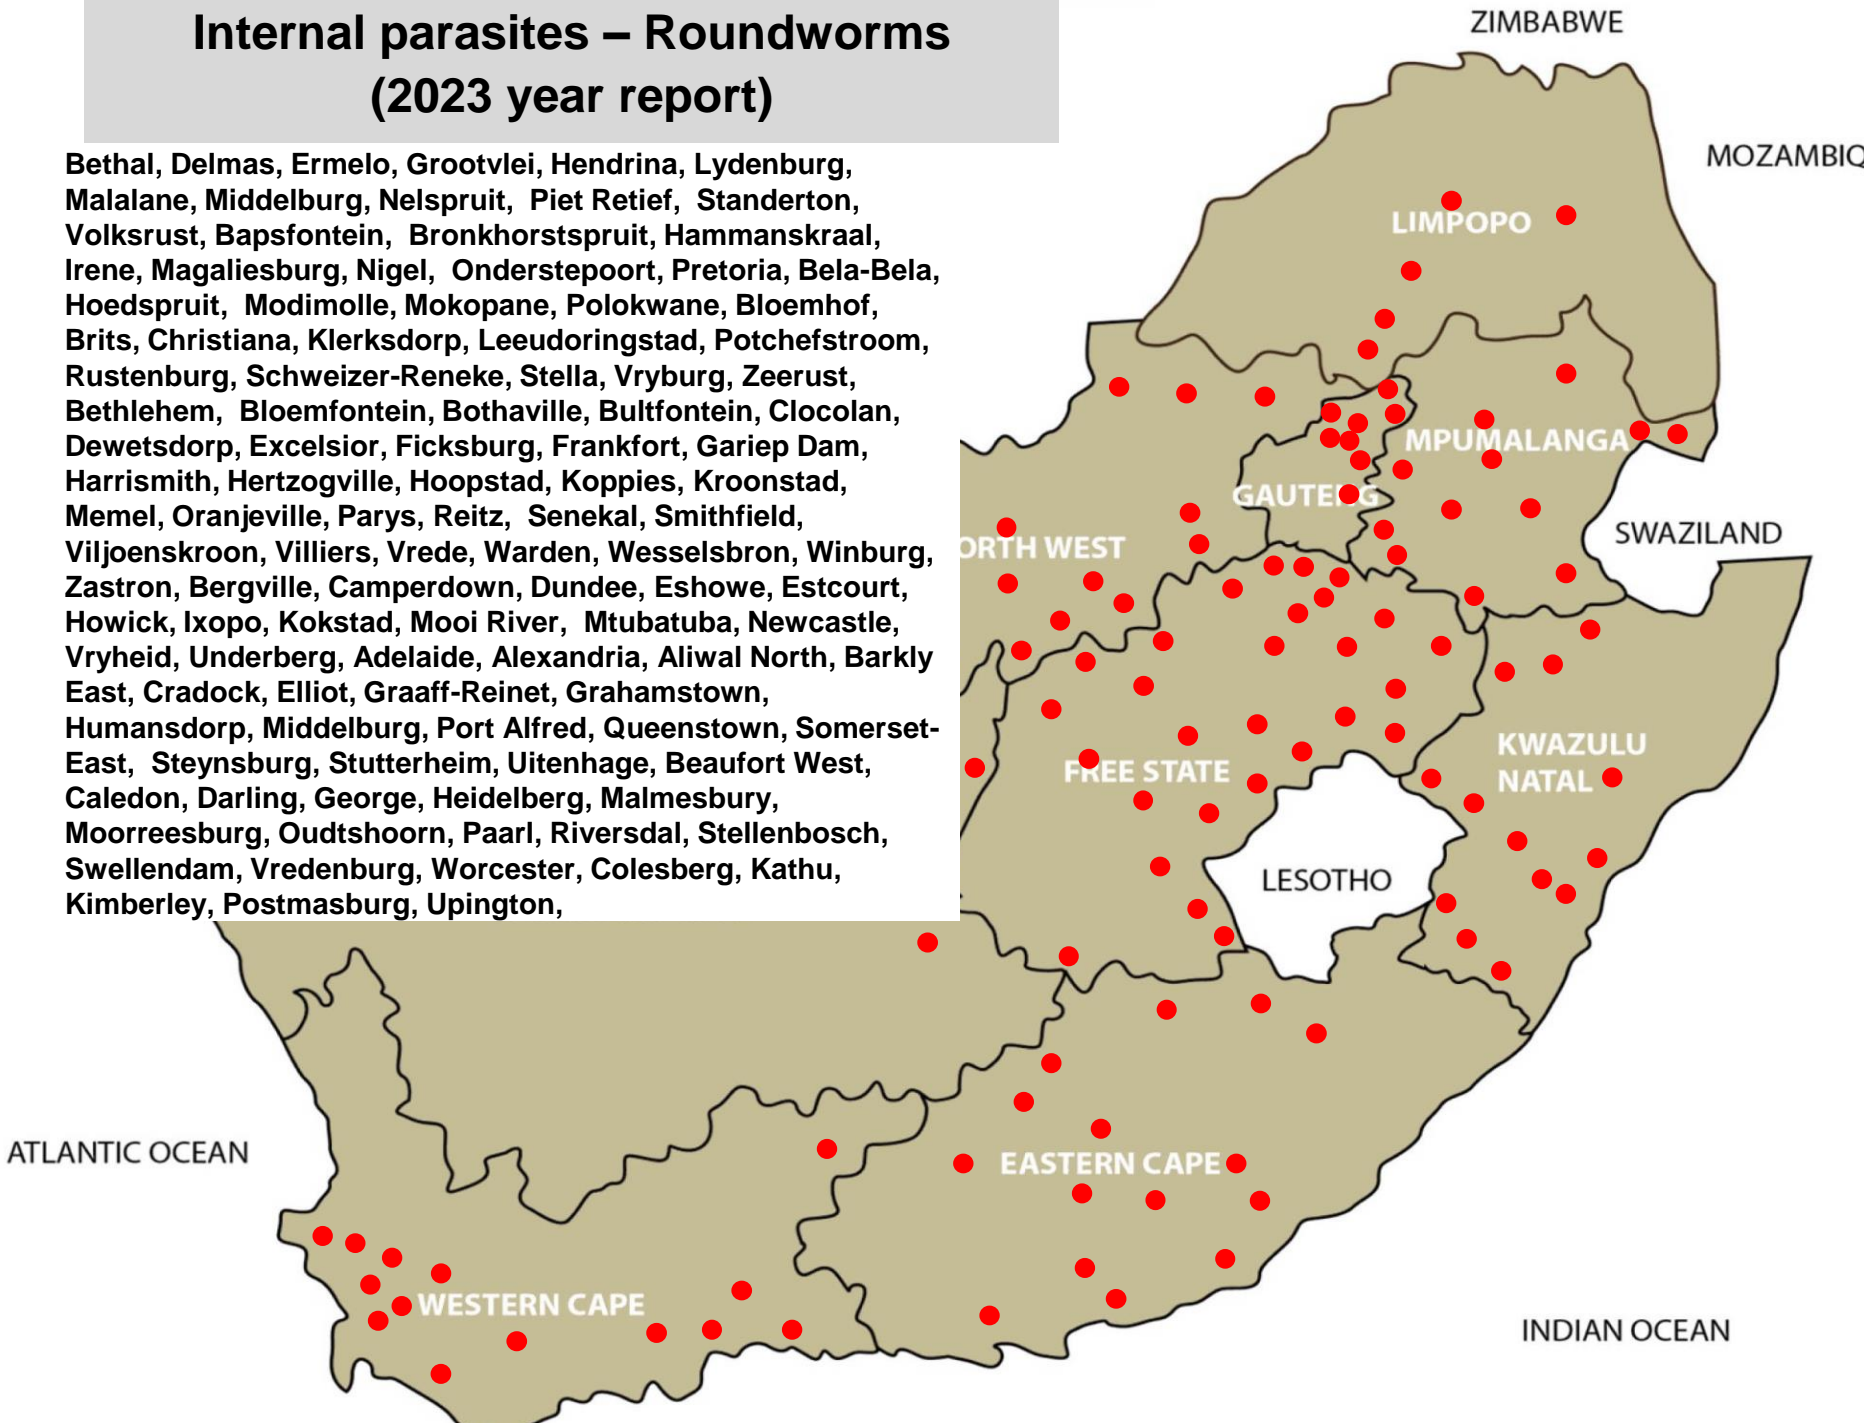 Internal parasites – Roundworms
(2023 year report)
Bethal, Delmas, Ermelo, Grootvlei, Hendrina, Lydenburg,
Malalane, Middelburg, Nelspruit, Piet Retief, Standerton,
Volksrust, Bapsfontein, Bronkhorstspruit, Hammanskraal,
Irene, Magaliesburg, Nigel, Onderstepoort, Pretoria, Bela-Bela,
Hoedspruit, Modimolle, Mokopane, Polokwane, Bloemhof,
Brits, Christiana, Klerksdorp, Leeudoringstad, Potchefstroom,
Rustenburg, Schweizer-Reneke, Stella, Vryburg, Zeerust,
Bethlehem, Bloemfontein, Bothaville, Bultfontein, Clocolan,
Dewetsdorp, Excelsior, Ficksburg, Frankfort, Gariep Dam,
Harrismith, Hertzogville, Hoopstad, Koppies, Kroonstad,
Memel, Oranjeville, Parys, Reitz, Senekal, Smithfield,
Viljoenskroon, Villiers, Vrede, Warden, Wesselsbron, Winburg,
Zastron, Bergville, Camperdown, Dundee, Eshowe, Estcourt,
Howick, Ixopo, Kokstad, Mooi River, Mtubatuba, Newcastle,
Vryheid, Underberg, Adelaide, Alexandria, Aliwal North, Barkly
East, Cradock, Elliot, Graaff-Reinet, Grahamstown,
Humansdorp, Middelburg, Port Alfred, Queenstown, Somerset-
East, Steynsburg, Stutterheim, Uitenhage, Beaufort West,
Caledon, Darling, George, Heidelberg, Malmesbury,
Moorreesburg, Oudtshoorn, Paarl, Riversdal, Stellenbosch,
Swellendam, Vredenburg, Worcester, Colesberg, Kathu,
Kimberley, Postmasburg, Upington,
ZIMBABWE
MOZAMBIQ
LIMPOPO
MPUMALANGA
GAUTENG
SWAZILAND
ORTH WEST
KWAZULU
NATAL
FREE STATE
LESOTHO
ATLANTIC OCEAN
EASTERN CAPE
WESTERN CAPE
INDIAN OCEAN